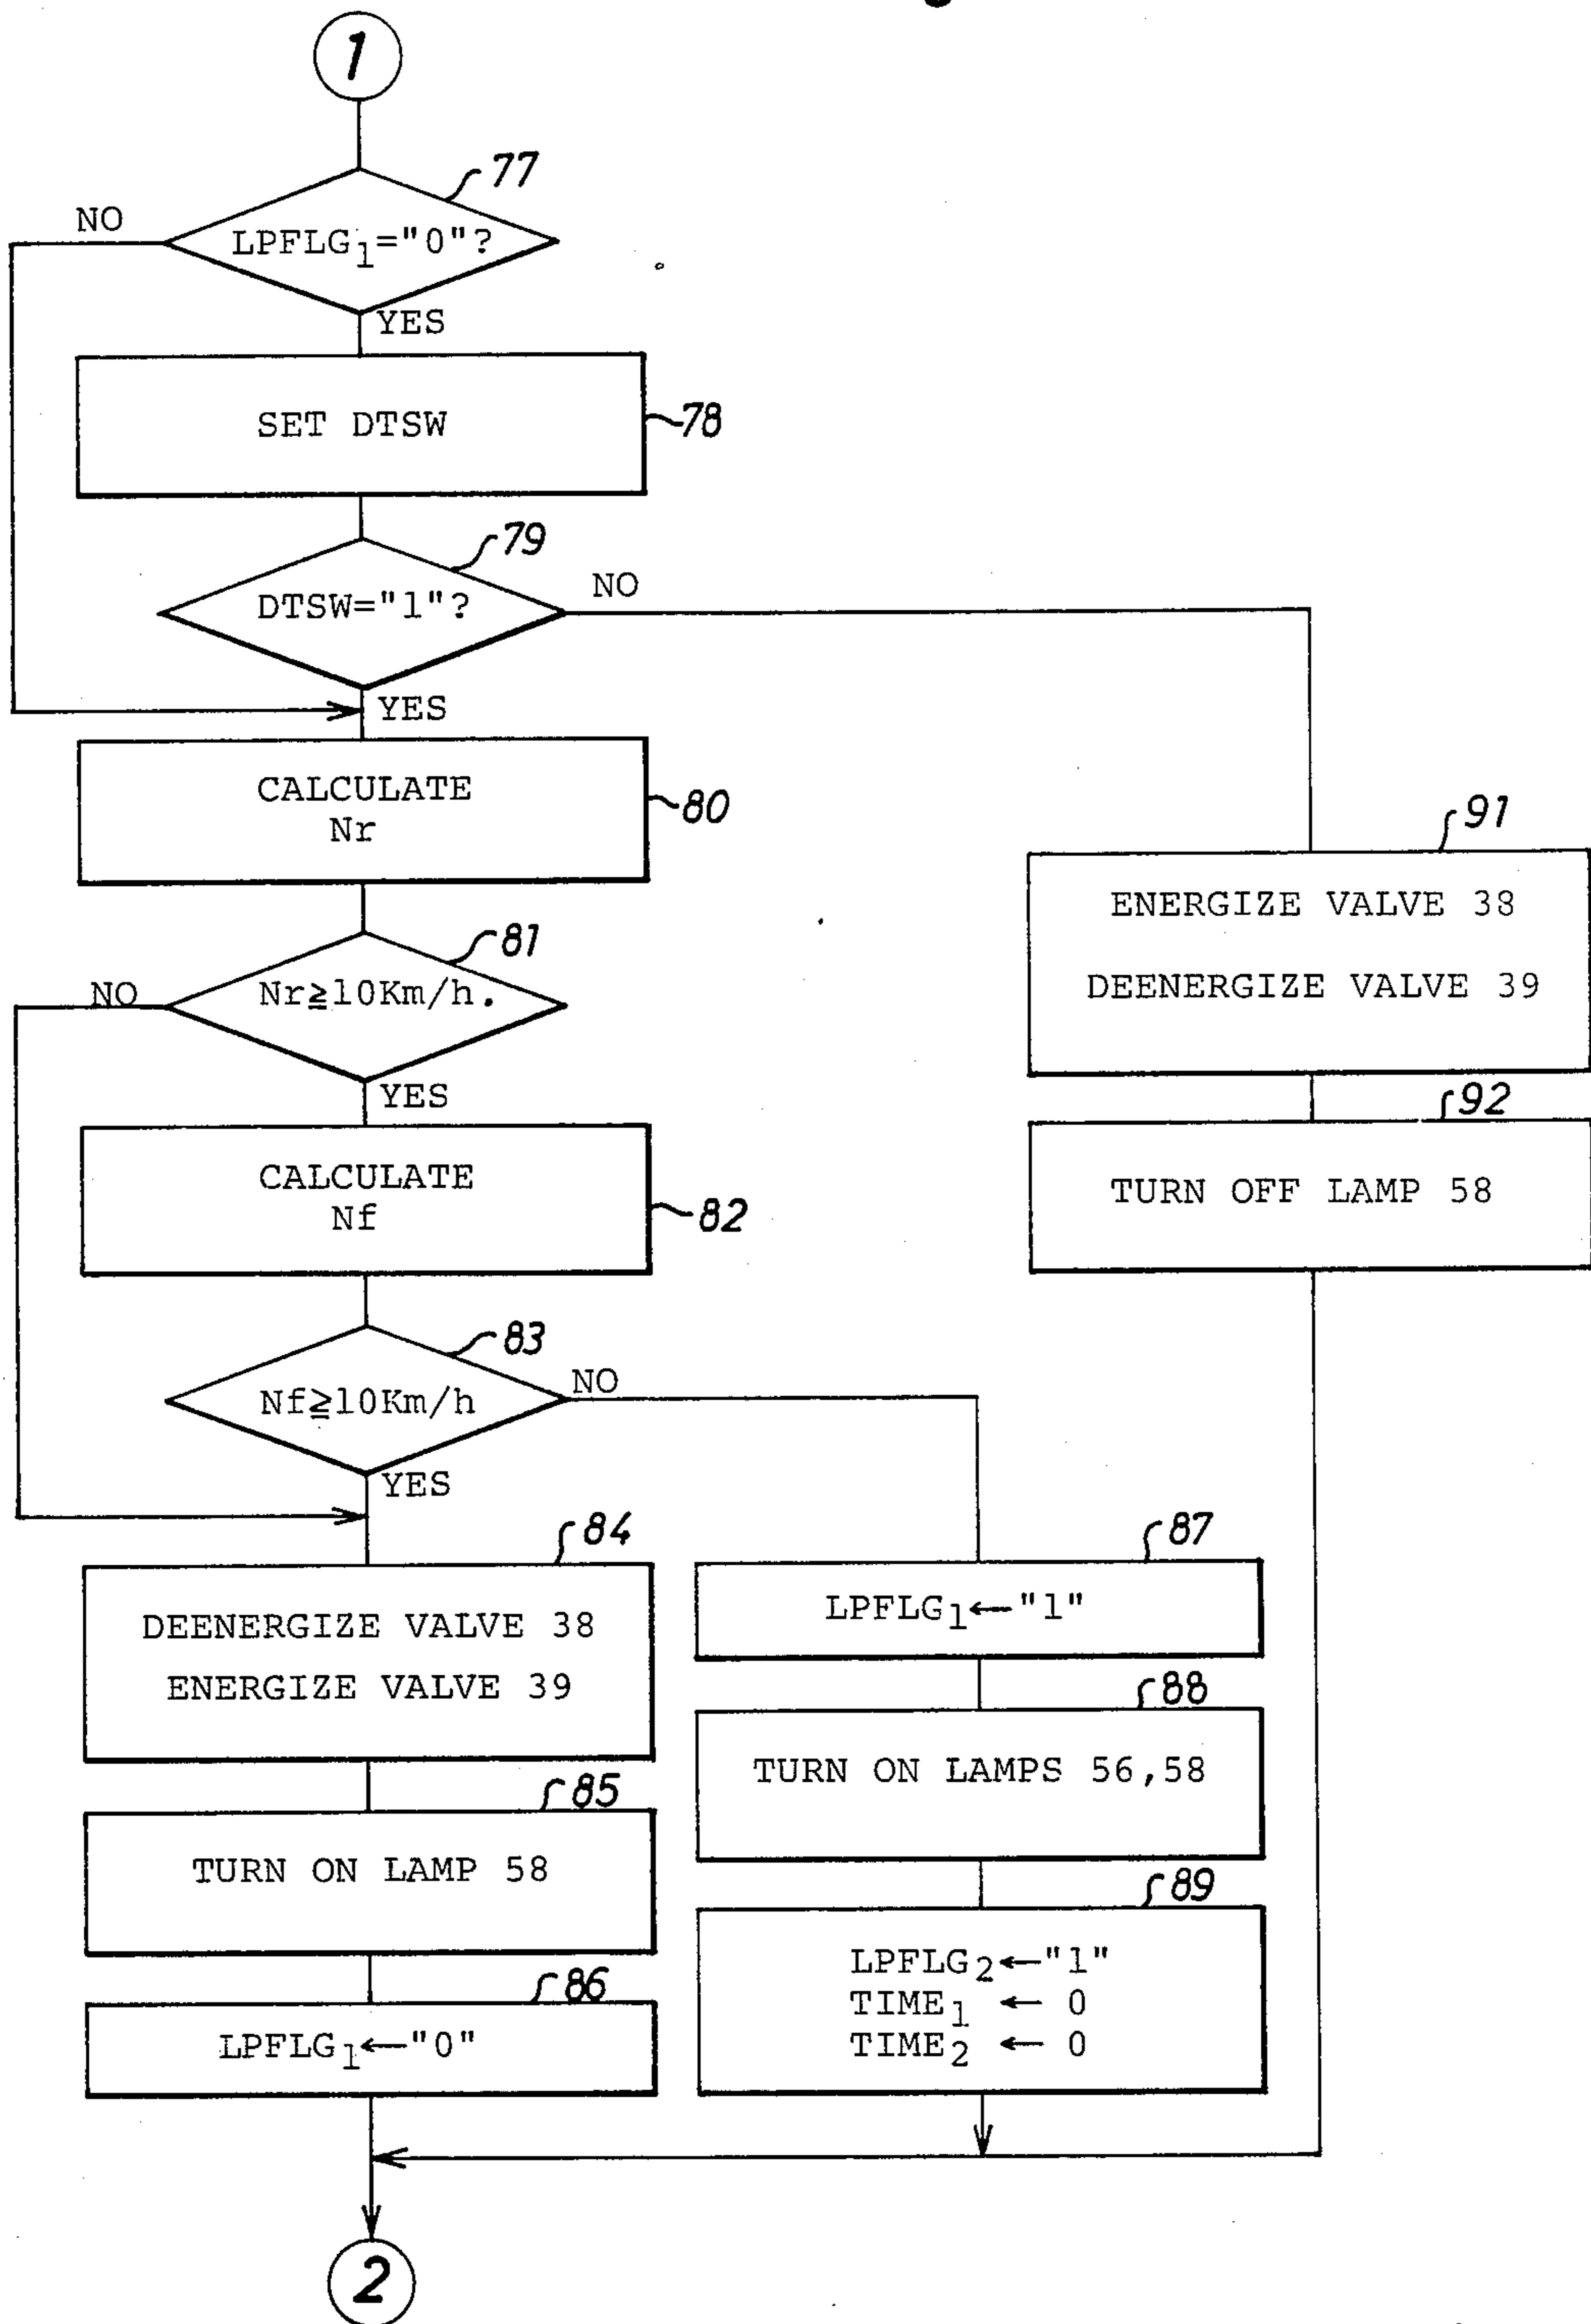 1
77
NO
LPFLG₁="0"?
YES
SET DTSW
78
79
DTSW="1"?
NO
YES
CALCULATE
Nr
80
81
NO
Nr≧10Km/h.
YES
CALCULATE
Nf
82
83
Nf≧10Km/h
NO
YES
84
DEENERGIZE VALVE 38
ENERGIZE VALVE 39
85
TURN ON LAMP 58
86
LPFLG₁←"0"
87
LPFLG₁←"1"
88
TURN ON LAMPS 56,58
89
LPFLG₂←"1"
TIME₁ ← 0
TIME₂ ← 0
91
ENERGIZE VALVE 38
DEENERGIZE VALVE 39
92
TURN OFF LAMP 58
2